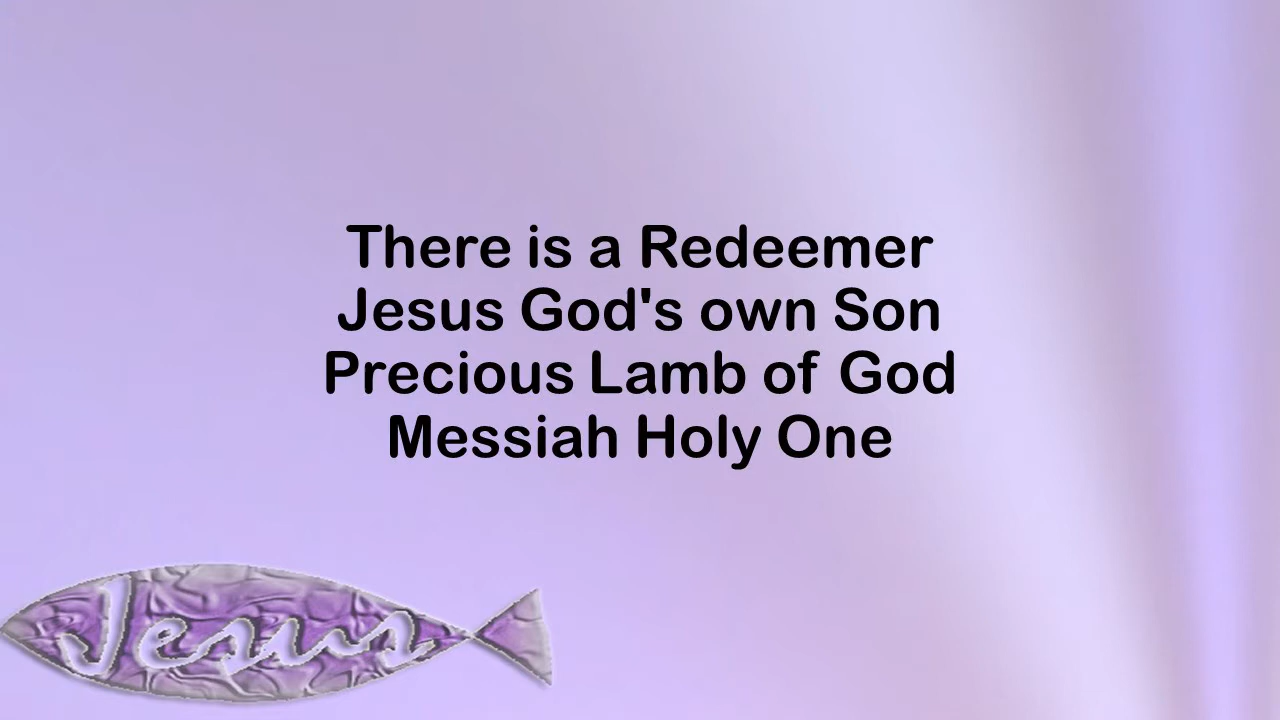 There is a Redeemer
Jesus God's own Son
Precious Lamb of God
Messiah Holy One
Jesus